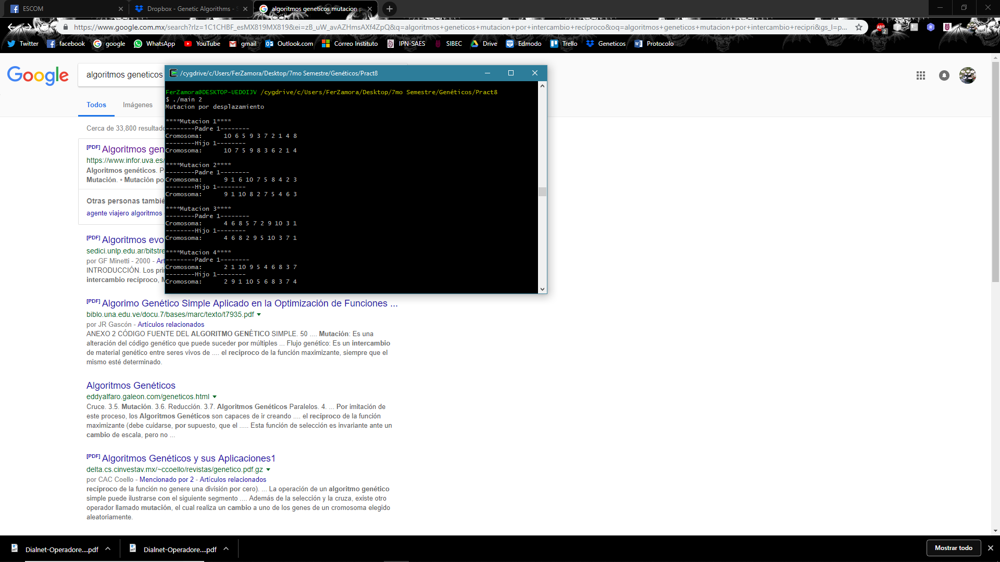 ESCOM
Dropbox - Genetic Algorithms - S
algoritmos geneticos mutacion p
https://www.google.com.mx/search?rlz=1C1CHBF_esMX819MX819&ei=zB_uW_avAZHmsAXf4ZpQ&q=algoritmos+geneticos+mutacion+por+intercambio+recíproco&oq=algoritmos+geneticos+mutacion+por+intercambio+recipri&gs_l=p...
ABP
2
Twitter
facebook
google
WhatsApp
YouTube
gmail
Outlook.com
Correo Instituto
IPN-SAES
SIBEC
Drive
Edmodo
Trello
Geneticos
Protocolo
Google
algoritmos geneticos
Todos
Imágenes
Cerca de 33,800 resultado
[PDF] Algoritmos gen
https://www.infor.uva.es/
Algoritmos genéticos. P
Mutación. ▫ Mutación po
Otras personas tambié
agente viajero algoritmos
[PDF] Algoritmos evo
sedici.unlp.edu.ar/bitstre
por GF Minetti - 2000 - Art
INTRODUCCIÓN. Los pri
intercambio recíproco, M
/cygdrive/c/Users/FerZamora/Desktop/7mo Semestre/Genéticos/Pract8
FerZamora@DESKTOP-UEDOIJV /cygdrive/c/Users/FerZamora/Desktop/7mo Semestre/Genéticos/Pract8
$ ./main 2
Mutacion por desplazamiento
****Mutacion 1****
--------Padre 1--------
Cromosoma: 10 6 5 9 3 7 2 1 4 8
--------Hijo 1--------
Cromosoma: 10 7 5 9 8 3 6 2 1 4
****Mutacion 2****
--------Padre 1--------
Cromosoma: 9 1 6 10 7 5 8 4 2 3
--------Hijo 1--------
Cromosoma: 9 1 10 8 2 7 5 4 6 3
****Mutacion 3****
--------Padre 1--------
Cromosoma: 4 6 8 5 7 2 9 10 3 1
--------Hijo 1--------
Cromosoma: 4 6 8 2 9 5 10 3 7 1
****Mutacion 4****
--------Padre 1--------
Cromosoma: 2 1 10 9 5 4 6 8 3 7
--------Hijo 1--------
Cromosoma: 2 9 1 10 5 6 8 3 7 4
[PDF] Algorimo Genético Simple Aplicado en la Optimización de Funciones ...
biblo.una.edu.ve/docu.7/bases/marc/texto/t7935.pdf
por JR Gascón - Artículos relacionados
ANEXO 2 CÓDIGO FUENTE DEL ALGORITMO GENÉTICO SIMPLE. 50 .... Mutación: Es una
alteración del código genético que puede suceder por múltiples ... Flujo genético: Es un intercambio
de material genético entre seres vivos de .... el reciproco de la función maximizante, siempre que el
mismo esté determinado.
Algoritmos Genéticos
eddyalfaro.galeon.com/geneticos.html
Cruce. 3.5. Mutación. 3.6. Reducción. 3.7. Algoritmos Genéticos Paralelos. 4. ... Por imitación de
este proceso, los Algoritmos Genéticos son capaces de ir creando .... el recíproco de la función
maximizante (debe cuidarse, por supuesto, que el ..... Esta función de selección es invariante ante un
cambio de escala, pero no ...
[PDF] Algoritmos Genéticos y sus Aplicaciones1
delta.cs.cinvestav.mx/~ccoello/revistas/genetico.pdf.gz
por CAC Coello - Mencionado por 2 - Artículos relacionados
recíproco de la función no genere una división por cero). ... La operación de un algoritmo genético
simple puede ilustrarse con el siguiente segmento .... Además de la selección y la cruza, existe otro
operador llamado mutación, el cual realiza un cambio a uno de los genes de un cromosoma elegido
aleatoriamente.
Dialnet-Operadore....pdf
Dialnet-Operadore....pdf
Mostrar todo